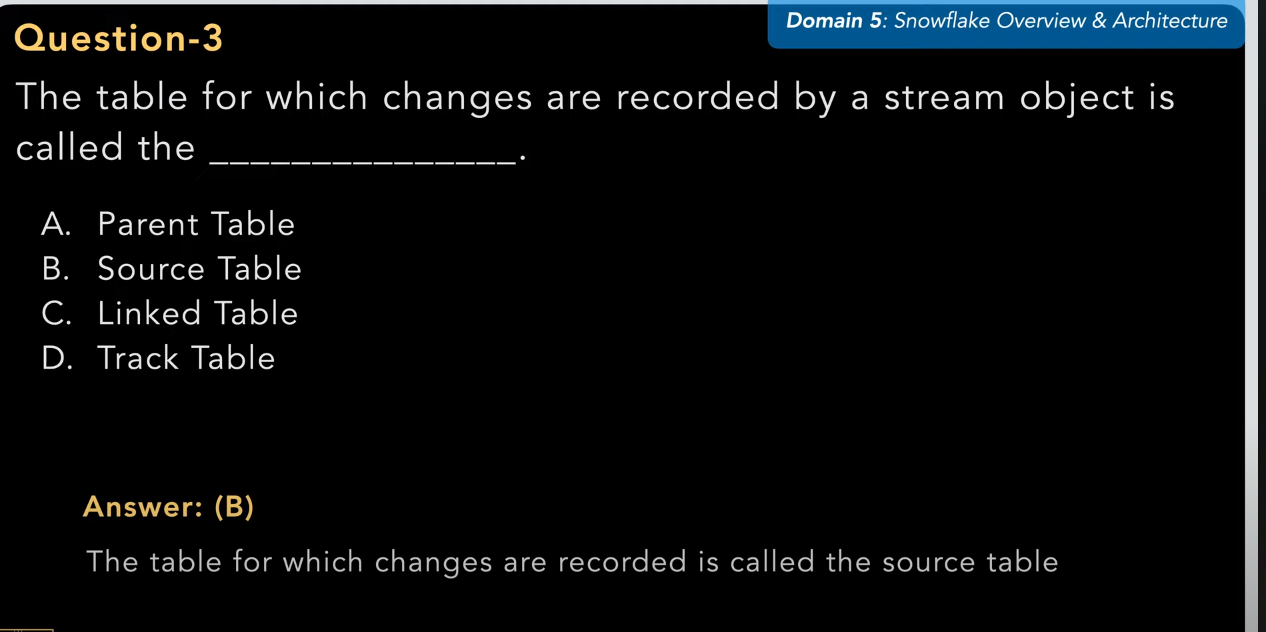 Domain 5: Snowflake Overview & Architecture
Question-3
The table for which changes are recorded by a stream object is
called the _______________.
A. Parent Table
B. Source Table
C. Linked Table
D. Track Table
Answer: (B)
The table for which changes are recorded is called the source table